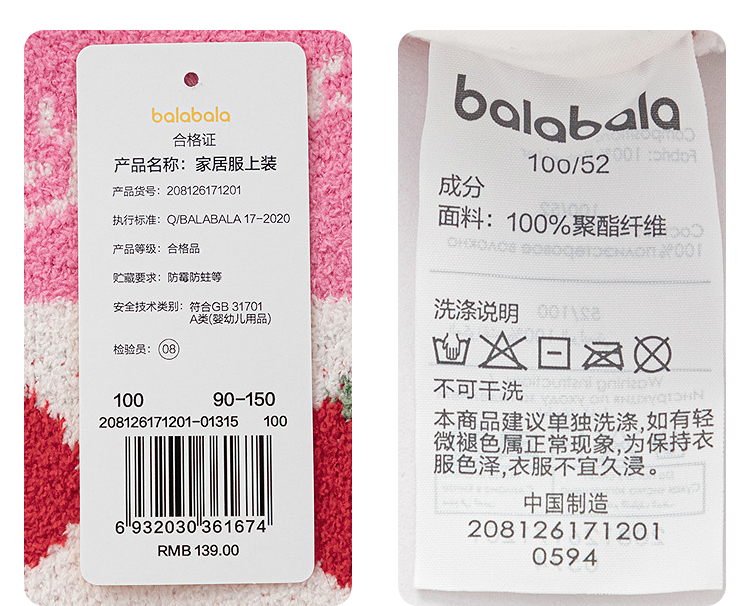 balabala
合格证
产品名称：家居服上装
产品货号：208126171201
执行标准：Q/BALABALA 17-2020
产品等级：合格品
贮藏要求：防霉防蛀等
安全技术类别：符合GB 31701
A类(婴幼儿用品)
检验员：08
100 90-150
208126171201-01315 100
6 932030 361674
RMB 139.00
balabala
100/52
成分
面料：100%聚酯纤维
洗涤说明
不可干洗
本商品建议单独洗涤,如有轻
微褪色属正常现象,为保持衣
服色泽,衣服不宜久浸。
中国制造
208126171201
0594